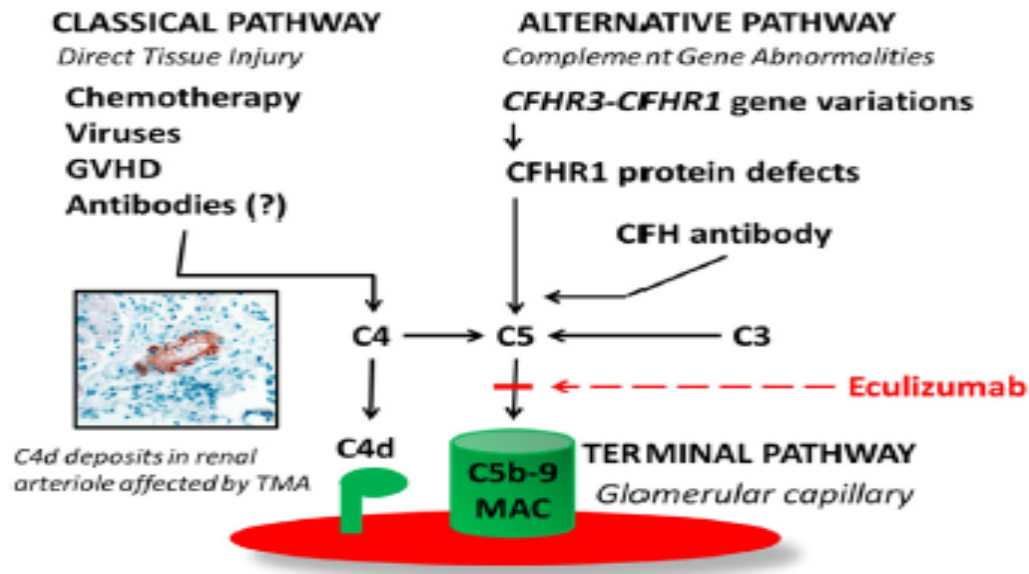 CLASSICAL PATHWAY
Direct Tissue Injury
Chemotherapy
Viruses
GVHD
Antibodies (?)
ALTERNATIVE PATHWAY
Complement Gene Abnormalities
CFHR3-CFHR1 gene variations
CFHR1 protein defects
CFH antibody
C4
C5
C3
Eculizumab
C4d deposits in renal
arteriole affected by TMA
C4d
C5b-9
MAC
TERMINAL PATHWAY
Glomerular capillary